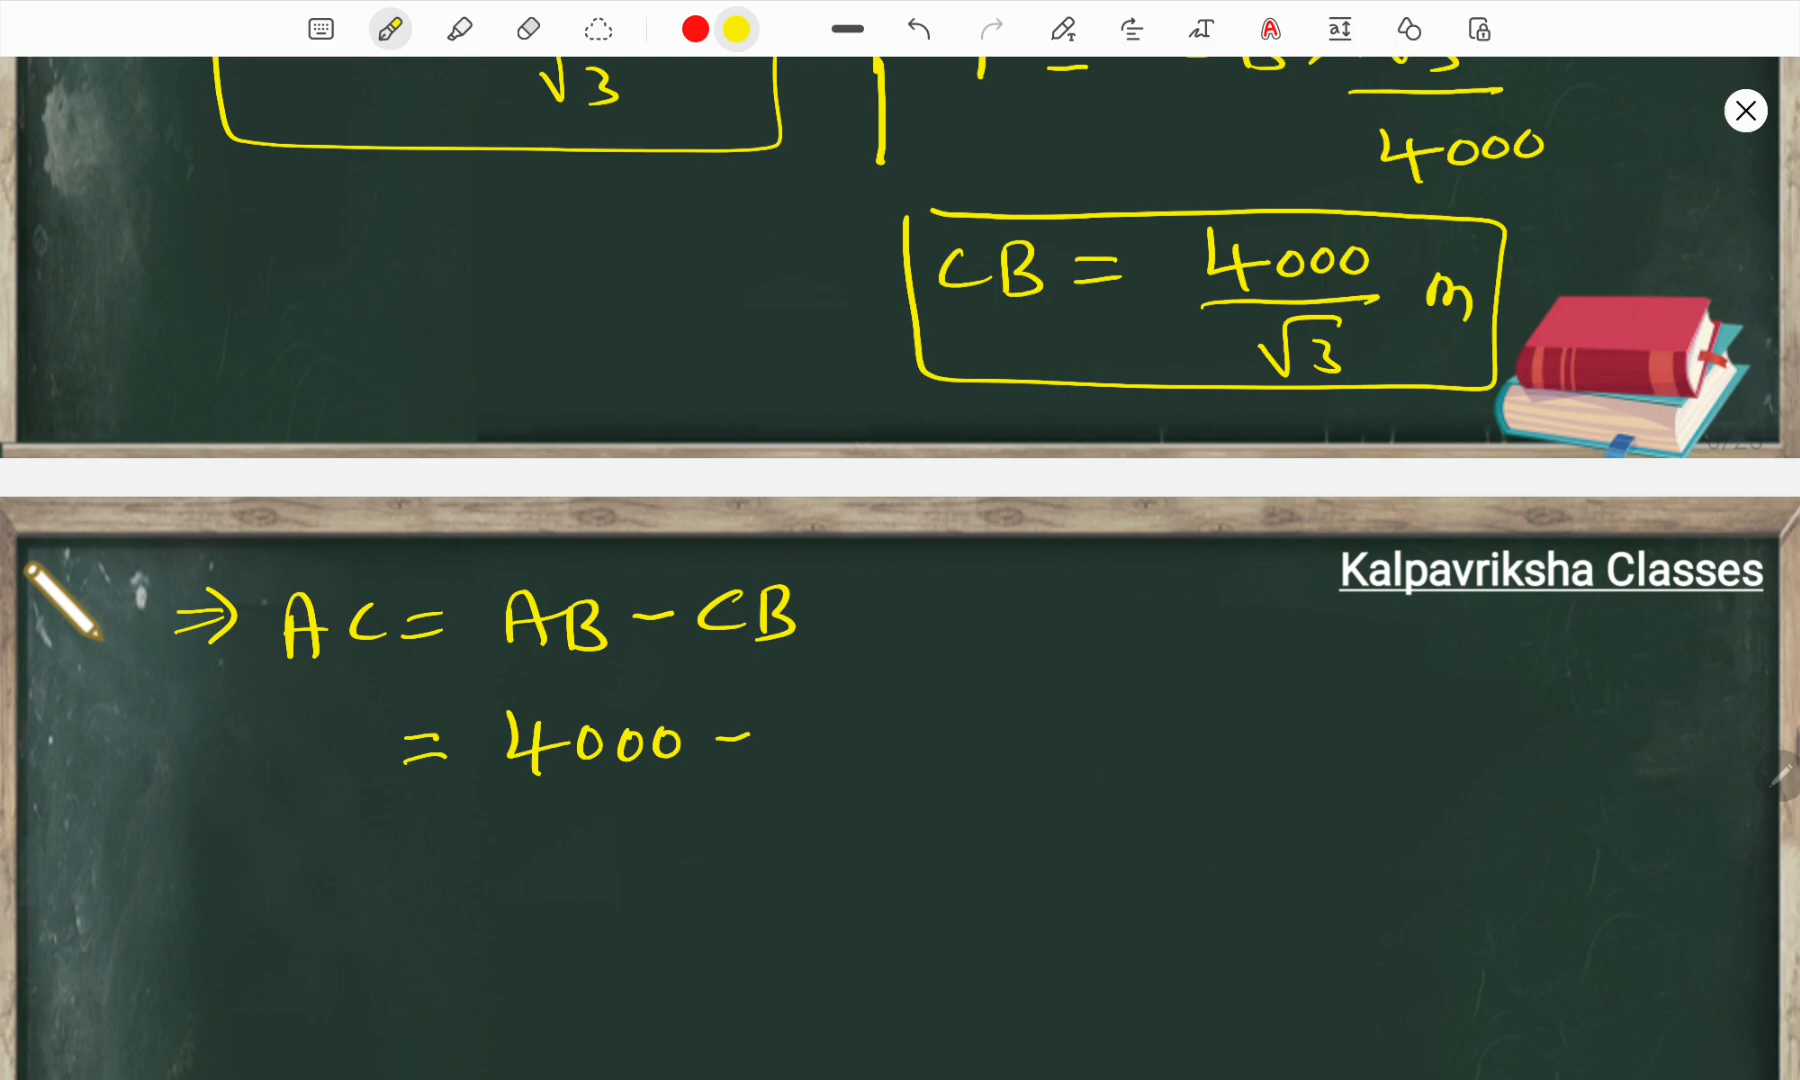 √3
4000
CB = 4000/√3 m
Kalpavriksha Classes
⇒ AC = AB - CB
= 4000 -